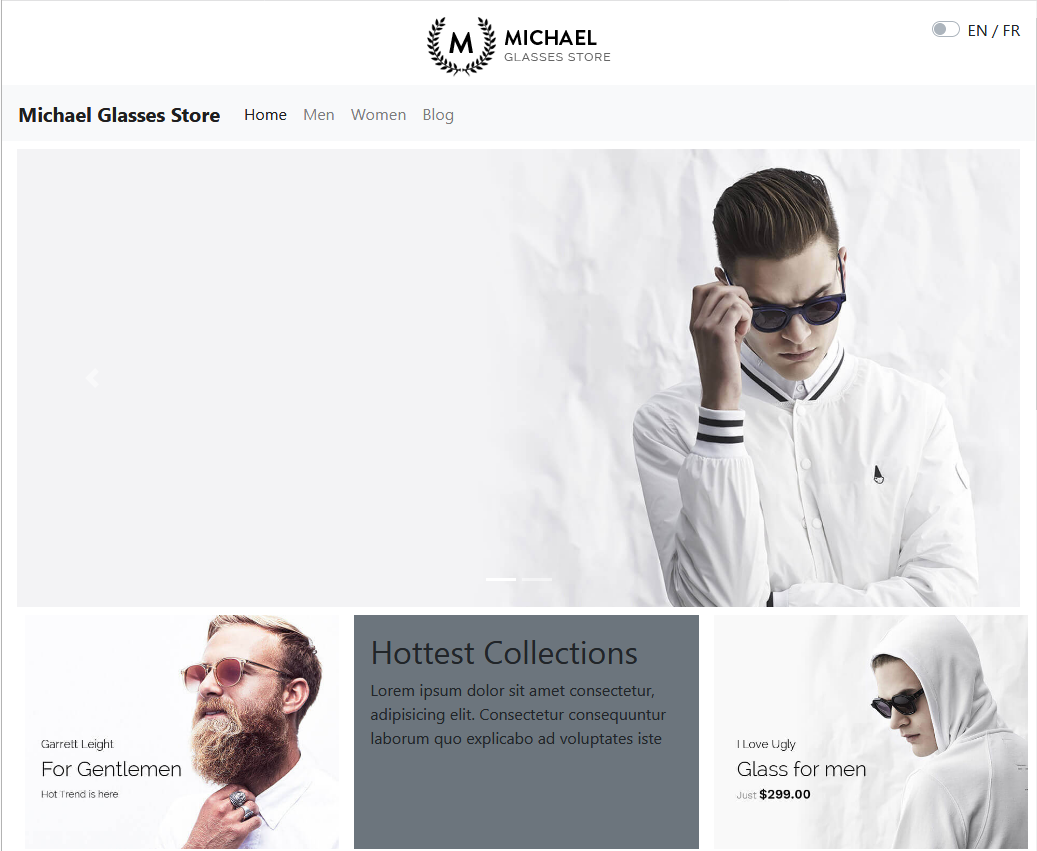 M
MICHAEL
GLASSES STORE
EN / FR
Michael Glasses Store Home Men Women Blog
Garrett Leight
For Gentlemen
Hot Trend is here
Hottest Collections
Lorem ipsum dolor sit amet consectetur,
adipisicing elit. Consectetur consequuntur
laborum quo explicabo ad voluptates iste
I Love Ugly
Glass for men
Just $299.00